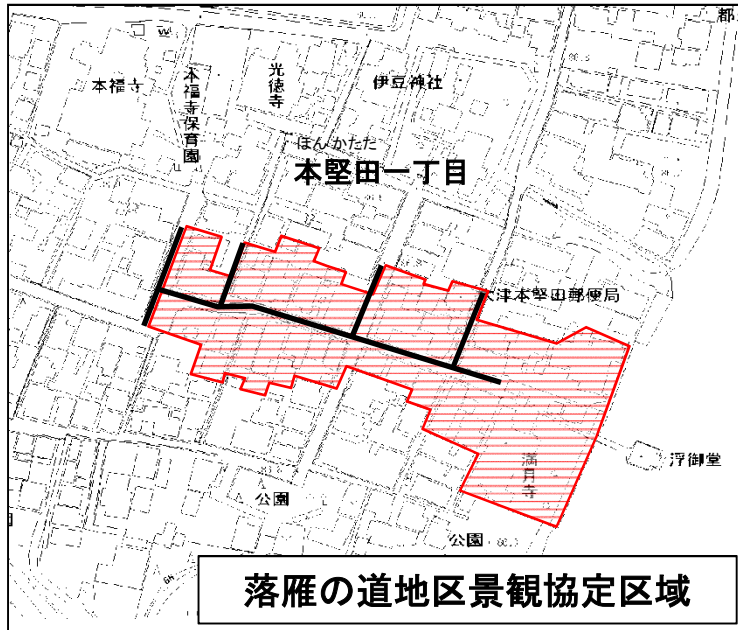 都
本福寺
本福寺保育園
光徳寺
伊豆神社
ほんかただ
本堅田一丁目
大津本堅田郵便局
満月寺
浮御堂
公園
公園
落雁の道地区景観協定区域